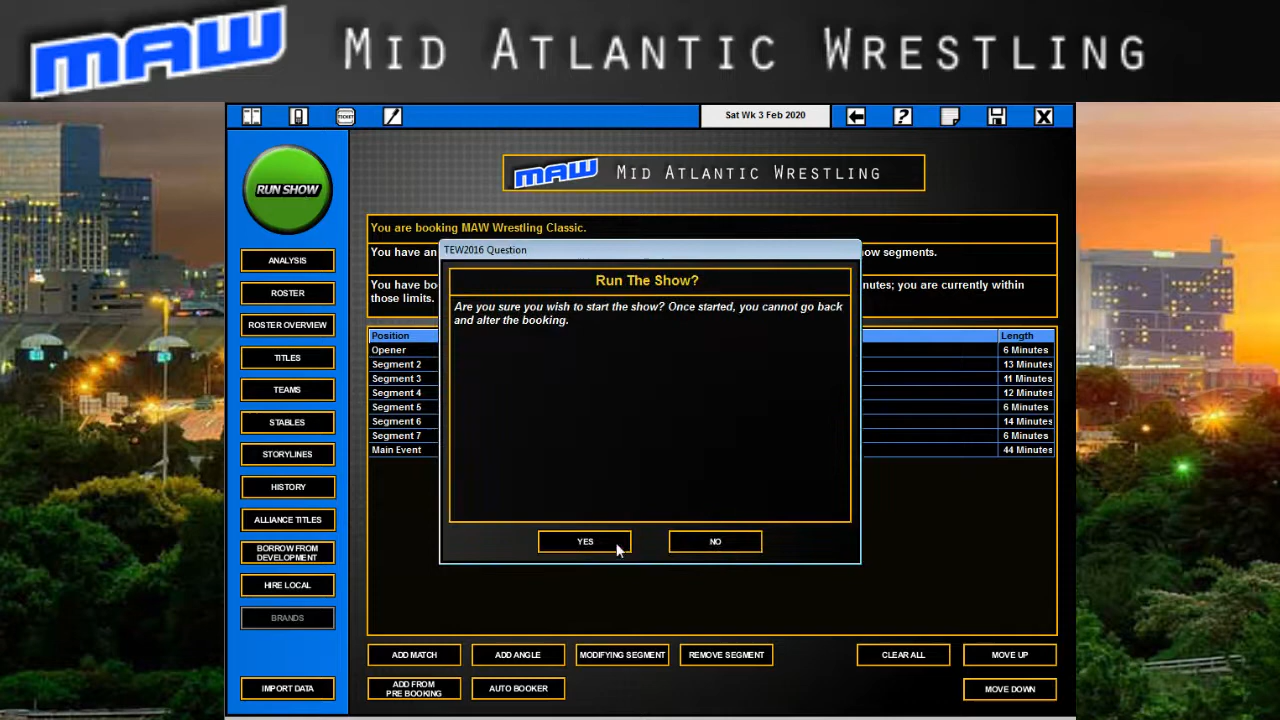 MAW MID ATLANTIC WRESTLING
TICKET
Sat Wk 3 Feb 2020
?
X
RUN SHOW
MAW MID ATLANTIC WRESTLING
You are booking MAW Wrestling Classic.
You have an
ow segments.
You have bo
nutes; you are currently within
those limits.
TEW2016 Question
Run The Show?
Are you sure you wish to start the show? Once started, you cannot go back
and alter the booking.
YES
NO
Position
Length
Opener
6 Minutes
Segment 2
13 Minutes
Segment 3
11 Minutes
Segment 4
12 Minutes
Segment 5
6 Minutes
Segment 6
14 Minutes
Segment 7
6 Minutes
Main Event
44 Minutes
ANALYSIS
ROSTER
ROSTER OVERVIEW
TITLES
TEAMS
STABLES
STORYLINES
HISTORY
ALLIANCE TITLES
BORROW FROM
DEVELOPMENT
HIRE LOCAL
BRANDS
IMPORT DATA
ADD MATCH
ADD ANGLE
MODIFYING SEGMENT
REMOVE SEGMENT
CLEAR ALL
MOVE UP
ADD FROM
PRE BOOKING
AUTO BOOKER
MOVE DOWN